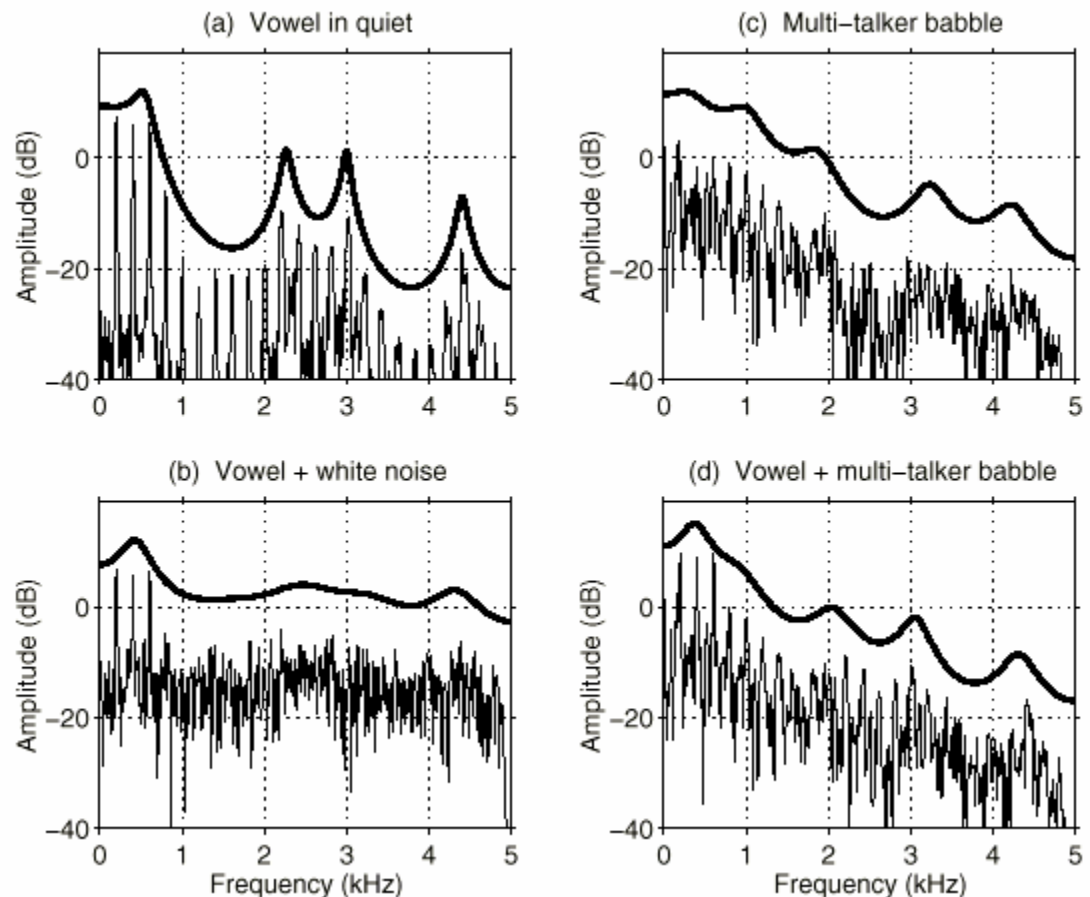 (a) Vowel in quiet
Amplitude (dB)
0
−20
−40
0 1 2 3 4 5
(c) Multi−talker babble
Amplitude (dB)
0
−20
−40
0 1 2 3 4 5
(b) Vowel + white noise
Amplitude (dB)
0
−20
−40
0 1 2 3 4 5
Frequency (kHz)
(d) Vowel + multi−talker babble
Amplitude (dB)
0
−20
−40
0 1 2 3 4 5
Frequency (kHz)